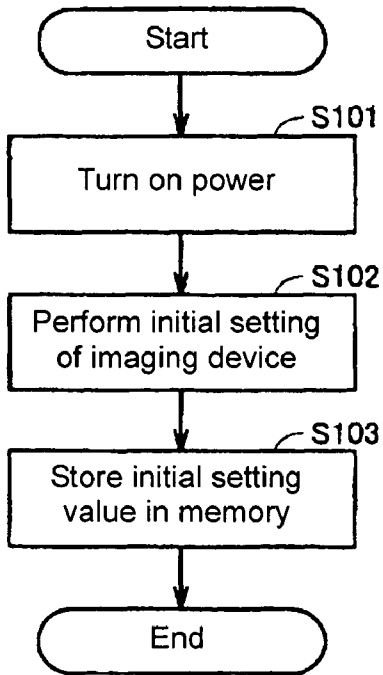 Start
S101
Turn on power
S102
Perform initial setting
of imaging device
S103
Store initial setting
value in memory
End